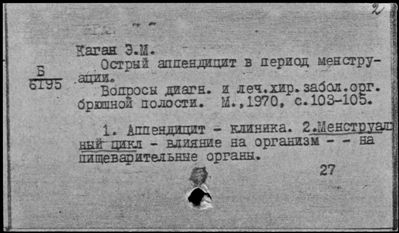 2
Каган Э.М.
Острый аппендицит в период менстру-
ации.
Б
6195
Вопросы диагн. и леч.хир.забол.орг.
брюшной полости. М.,1970, с.103-105.
1. Аппендицит - клиника. 2.Менструаль
ный цикл - влияние на организм - - на
пищеварительные органы.
27